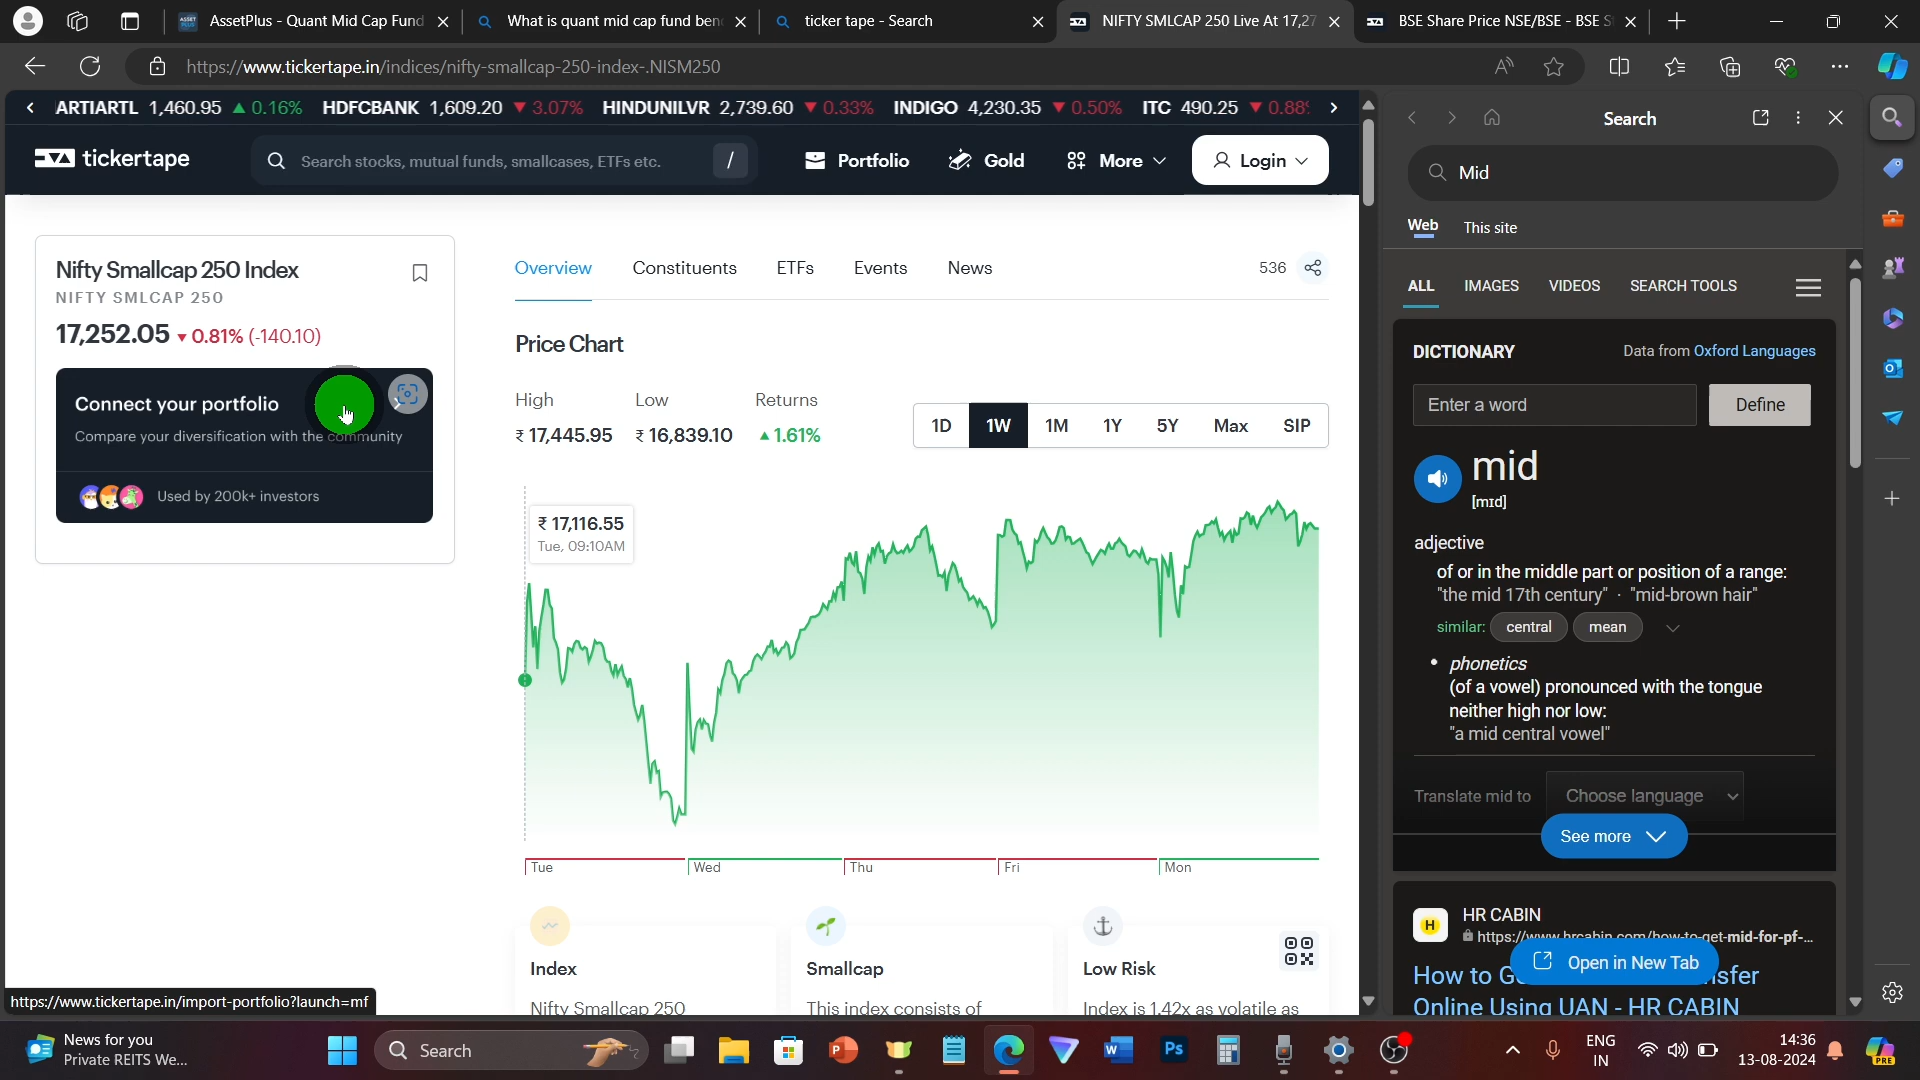 AssetPlus - Quant Mid Cap Fund
What is quant mid cap fund ben
ticker tape - Search
NIFTY SMLCAP 250 Live At 17,27
BSE Share Price NSE/BSE - BSE S
https://www.tickertape.in/indices/nifty-smallcap-250-index-.NISM250
ARTIARTL 1,460.95 ▲ 0.16% HDFCBANK 1,609.20 ▼ 3.07% HINDUNILVR 2,739.60 ▼ 0.33% INDIGO 4,230.35 ▼ 0.50% ITC 490.25 ▼ 0.88%
tickertape
Search stocks, mutual funds, smallcases, ETFs etc.
/
Portfolio
Gold
More
Login
Nifty Smallcap 250 Index
NIFTY SMLCAP 250
17,252.05 ▼ 0.81% (-140.10)
Connect your portfolio
Compare your diversification with the community
Used by 200k+ investors
Overview
Constituents
ETFs
Events
News
536
Price Chart
High
Low
Returns
₹ 17,445.95
₹ 16,839.10
▲ 1.61%
1D
1W
1M
1Y
5Y
Max
SIP
₹ 17,116.55
Tue, 09:10AM
Tue
Wed
Thu
Fri
Mon
Index
Smallcap
Low Risk
Nifty Smallcap 250
This index consists of
Index is 1.42x as volatile as
https://www.tickertape.in/import-portfolio?launch=mf
Search
Mid
Web
This site
ALL
IMAGES
VIDEOS
SEARCH TOOLS
DICTIONARY
Data from Oxford Languages
Enter a word
Define
mid
[mɪd]
adjective
of or in the middle part or position of a range:
"the mid 17th century" · "mid-brown hair"
similar: central mean
• phonetics
(of a vowel) pronounced with the tongue
neither high nor low:
"a mid central vowel"
Translate mid to
Choose language
See more
H
HR CABIN
https://www.hrcabin.com/how-to-get-mid-for-pf-...
Open in New Tab
How to G sfer
Online Using UAN - HR CABIN
News for you
Private REITS We...
Search
ENG
IN
14:36
13-08-2024